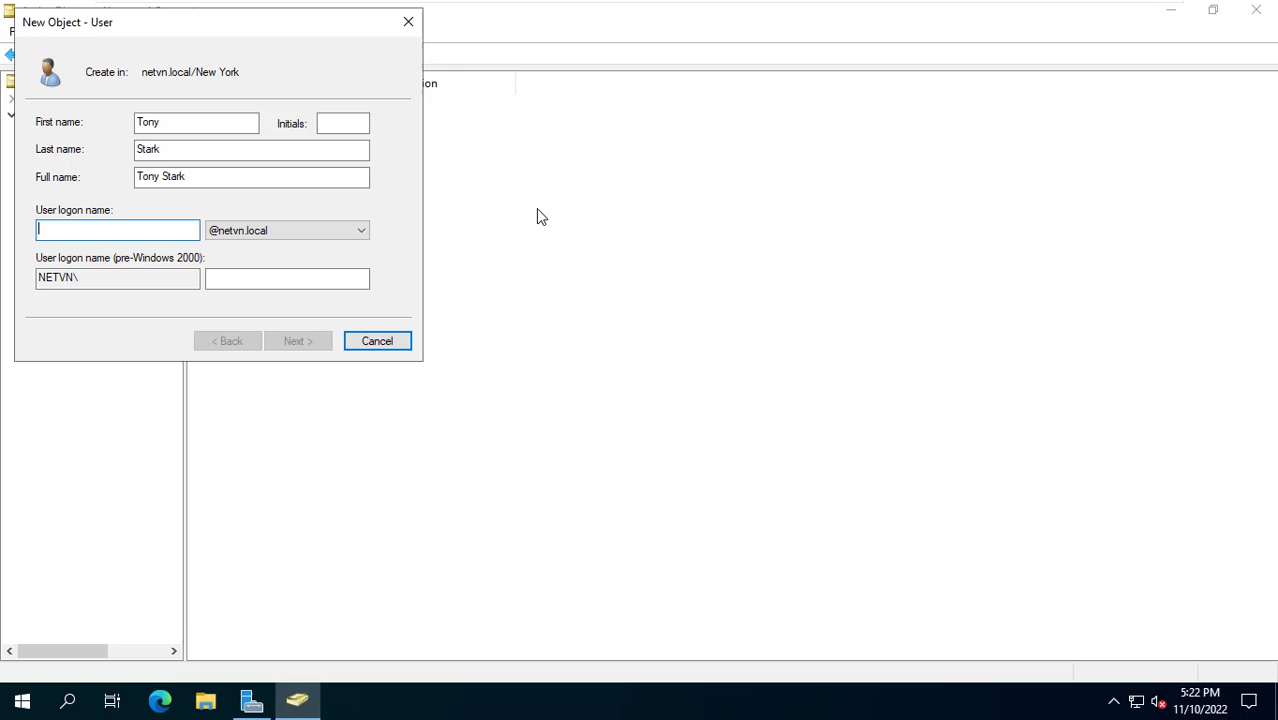 New Object - User
Create in: netvn.local/New York
ion
First name: Tony Initials:
Last name: Stark
Full name: Tony Stark
User logon name:
@netvn.local
User logon name (pre-Windows 2000):
NETVN\
< Back Next > Cancel
5:22 PM
11/10/2022